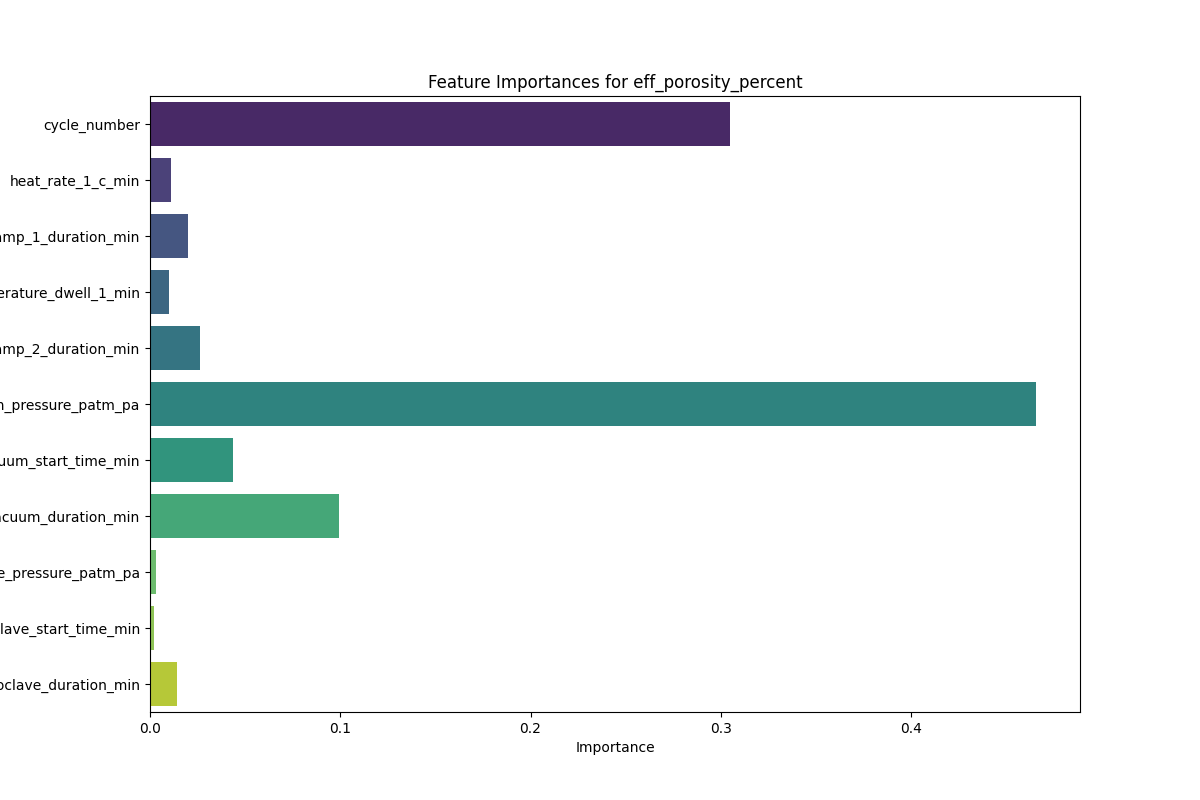 Feature Importances for eff_porosity_percent
cycle_number
heat_rate_1_c_min
amp_1_duration_min
erature_dwell_1_min
amp_2_duration_min
n_pressure_patm_pa
uum_start_time_min
acuum_duration_min
e_pressure_patm_pa
lave_start_time_min
oclave_duration_min
0.0 0.1 0.2 0.3 0.4
Importance